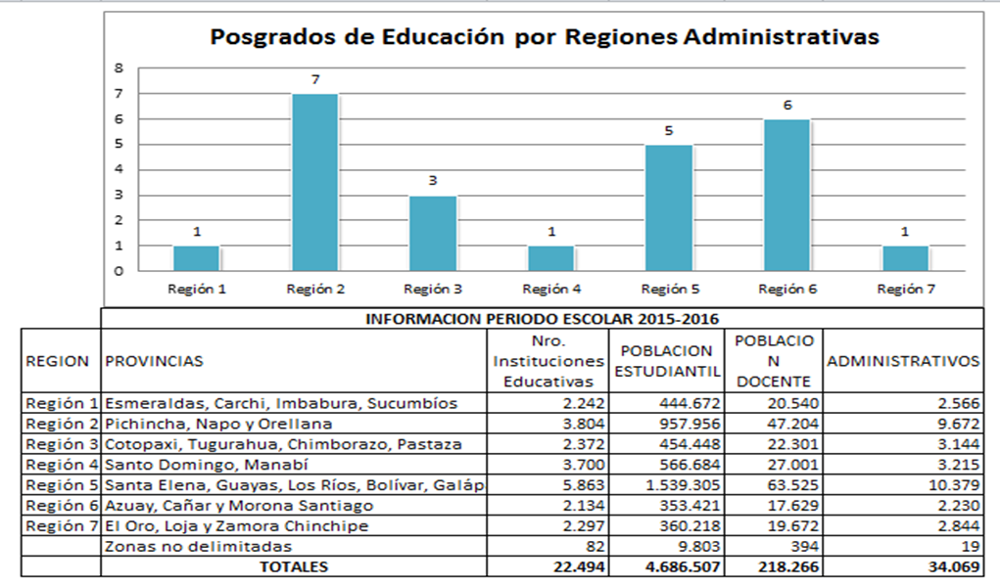 Posgrados de Educación por Regiones Administrativas
8
7
6
5
4
3
2
1
0
1
7
3
1
5
6
1
Región 1 Región 2 Región 3 Región 4 Región 5 Región 6 Región 7
INFORMACION PERIODO ESCOLAR 2015-2016
REGION PROVINCIAS Nro. Instituciones Educativas POBLACION ESTUDIANTIL POBLACIO N DOCENTE ADMINISTRATIVOS
Región 1 Esmeraldas, Carchi, Imbabura, Sucumbíos 2.242 444.672 20.540 2.566
Región 2 Pichincha, Napo y Orellana 3.804 957.956 47.204 9.672
Región 3 Cotopaxi, Tugurahua, Chimborazo, Pastaza 2.372 454.448 22.301 3.144
Región 4 Santo Domingo, Manabí 3.700 566.684 27.001 3.215
Región 5 Santa Elena, Guayas, Los Ríos, Bolívar, Galáp 5.863 1.539.305 63.525 10.379
Región 6 Azuay, Cañar y Morona Santiago 2.134 353.421 17.629 2.230
Región 7 El Oro, Loja y Zamora Chinchipe 2.297 360.218 19.672 2.844
Zonas no delimitadas 82 9.803 394 19
TOTALES 22.494 4.686.507 218.266 34.069